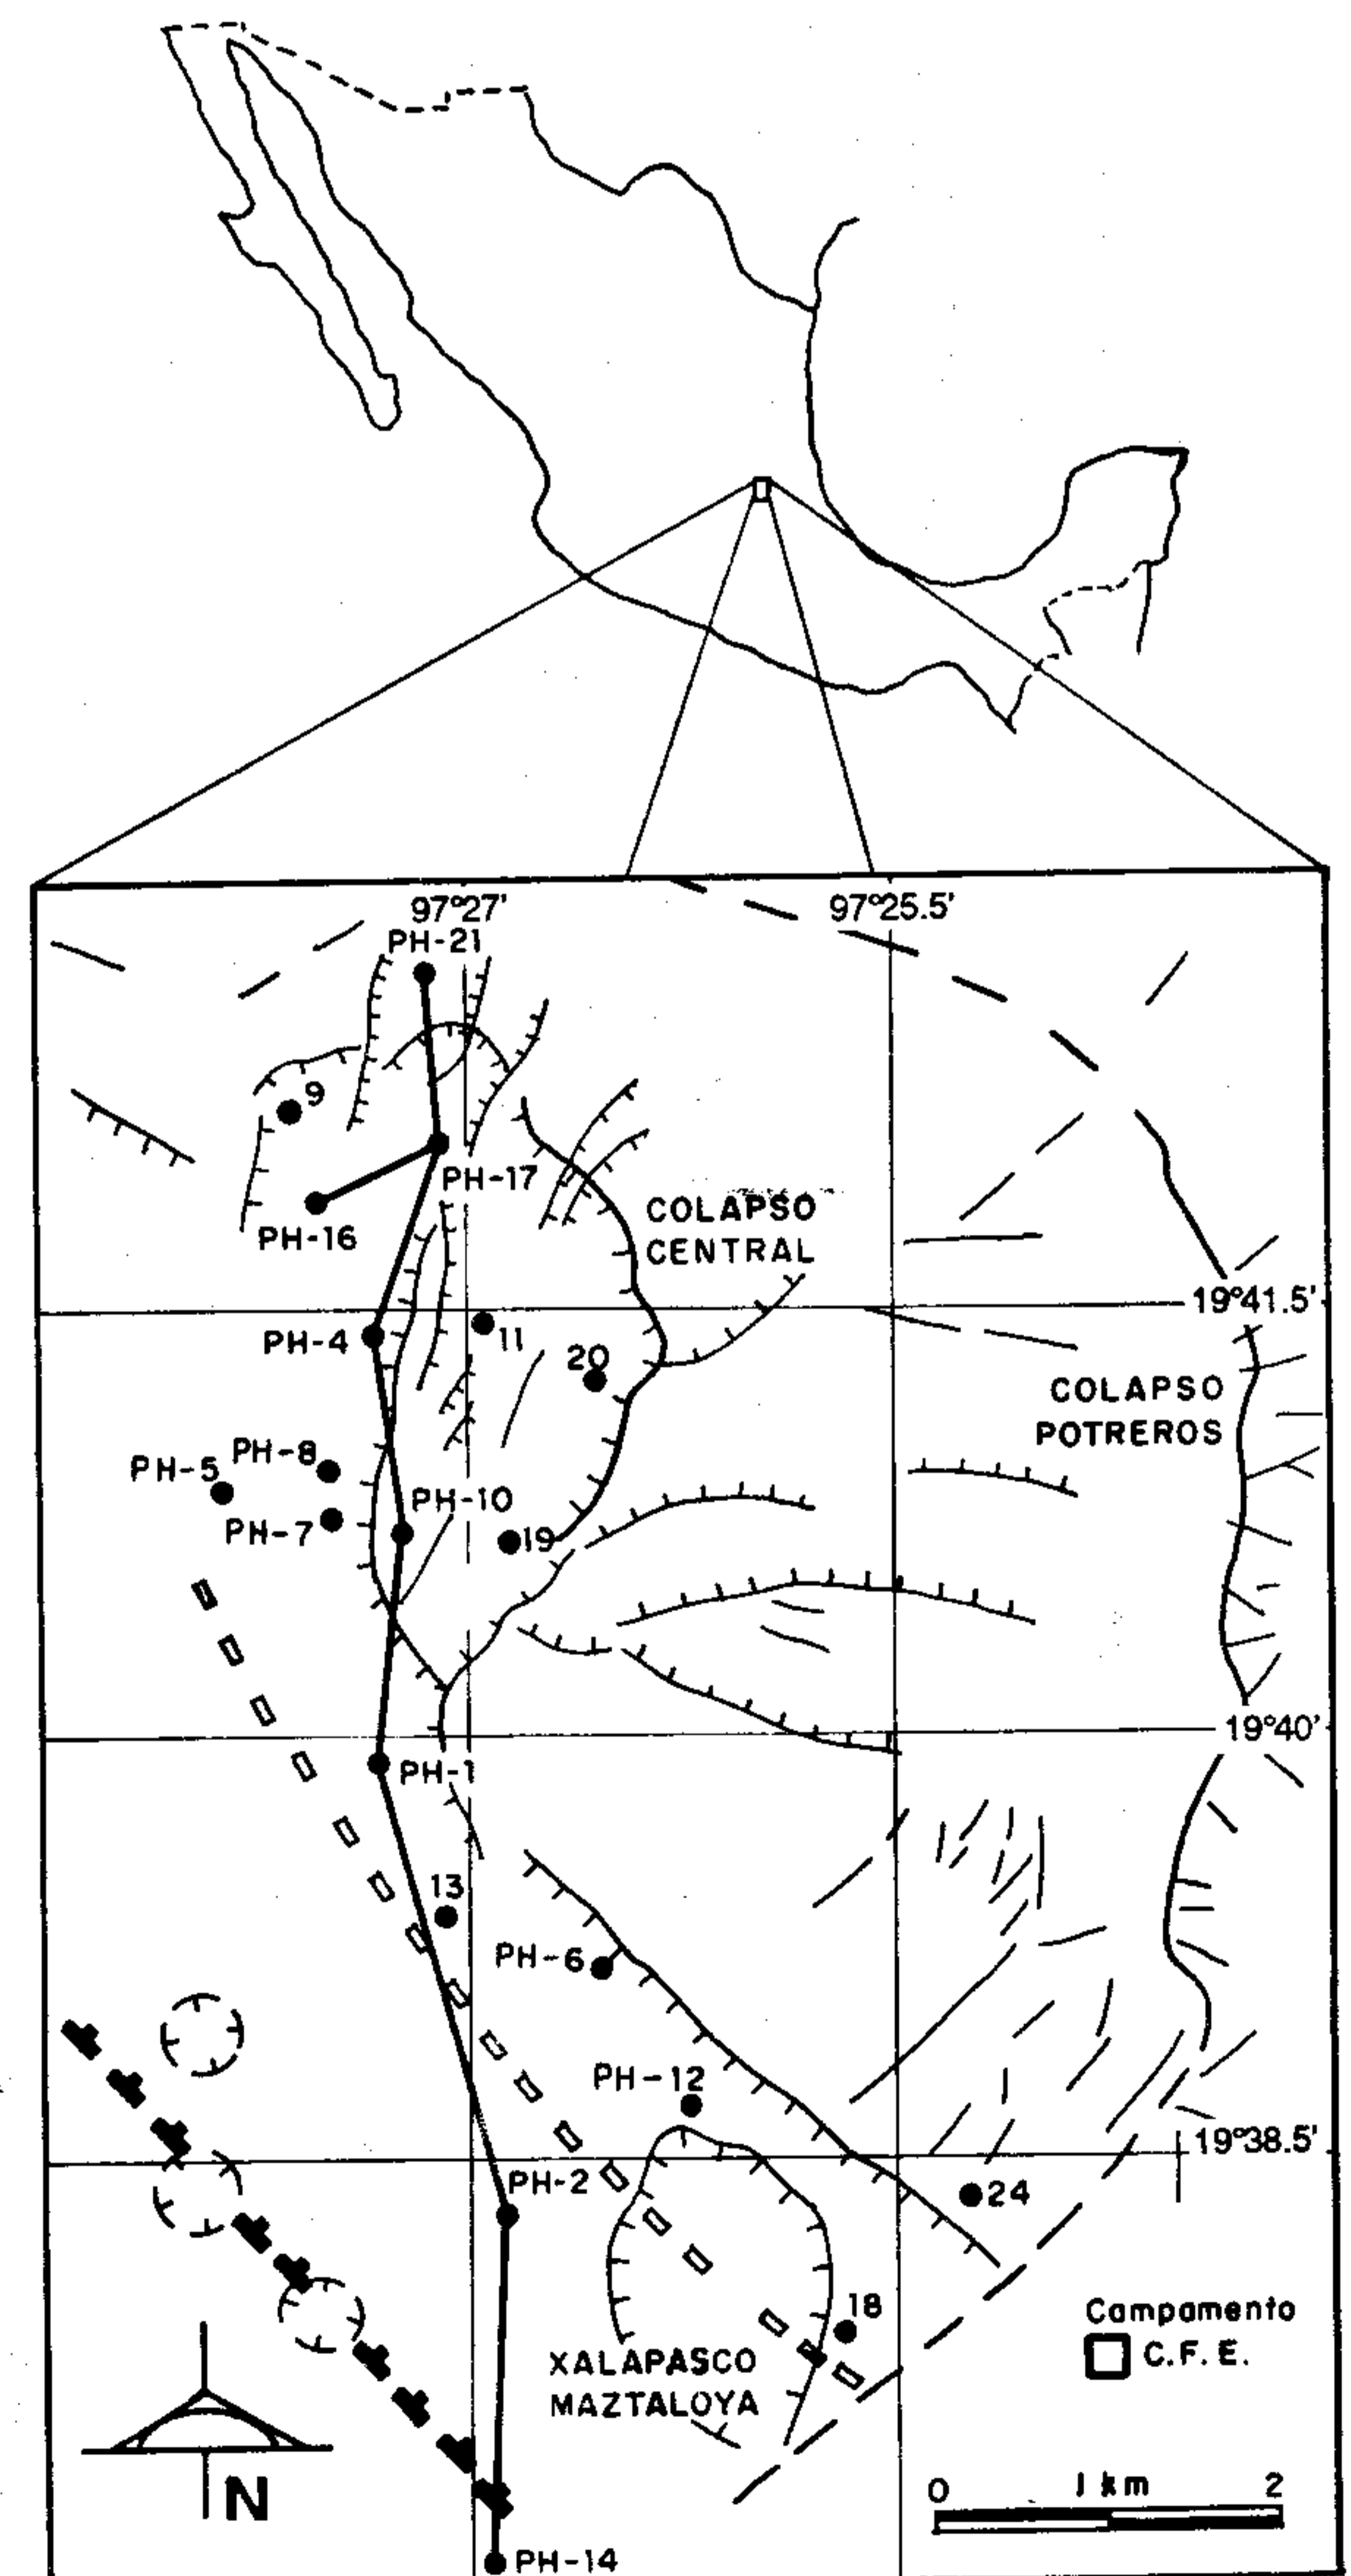 97°27'
97°25.5'
PH-21
9
PH-17
PH-16
COLAPSO
CENTRAL
19°41.5'
PH-4
11
20
COLAPSO
POTREROS
PH-8
PH-5
PH-10
PH-7
19
19°40'
PH-1
13
PH-6
PH-12
19°38.5'
PH-2
24
18
Campamento
C.F.E.
XALAPASCO
MAZTALOYA
N
0 1 km 2
PH-14